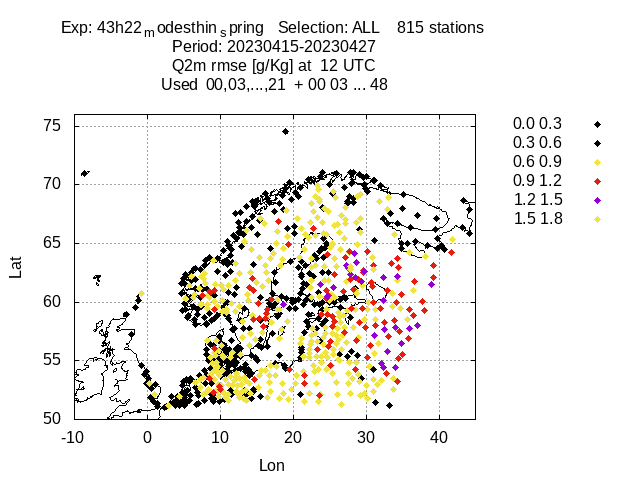 Exp: 43h22modesthinspring Selection: ALL 815 stations
Period: 20230415-20230427
Q2m rmse [g/Kg] at 12 UTC
Used 00,03,...,21 + 00 03 ... 48
75
70
65
60
55
50
Lat
-10 0 10 20 30 40
Lon
0.0 0.3
0.3 0.6
0.6 0.9
0.9 1.2
1.2 1.5
1.5 1.8